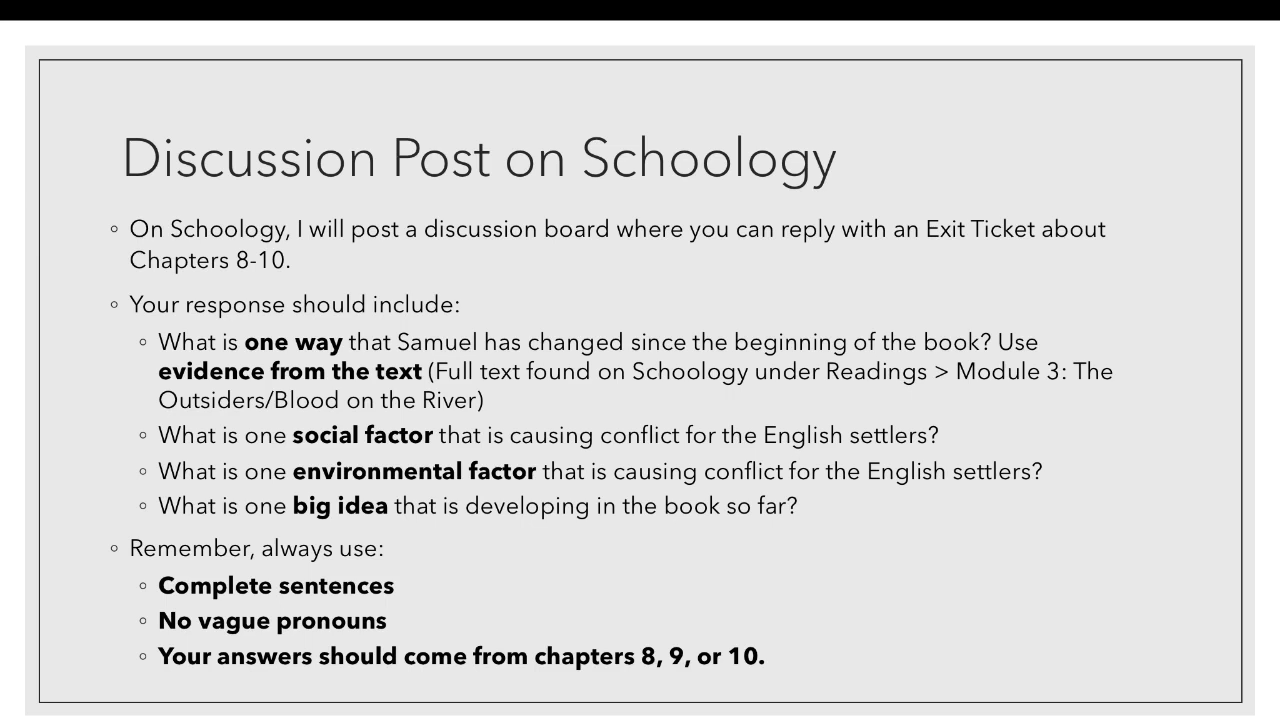 Discussion Post on Schoology
◦ On Schoology, I will post a discussion board where you can reply with an Exit Ticket about
Chapters 8-10.
◦ Your response should include:
◦ What is one way that Samuel has changed since the beginning of the book? Use
evidence from the text (Full text found on Schoology under Readings > Module 3: The
Outsiders/Blood on the River)
◦ What is one social factor that is causing conflict for the English settlers?
◦ What is one environmental factor that is causing conflict for the English settlers?
◦ What is one big idea that is developing in the book so far?
◦ Remember, always use:
◦ Complete sentences
◦ No vague pronouns
◦ Your answers should come from chapters 8, 9, or 10.